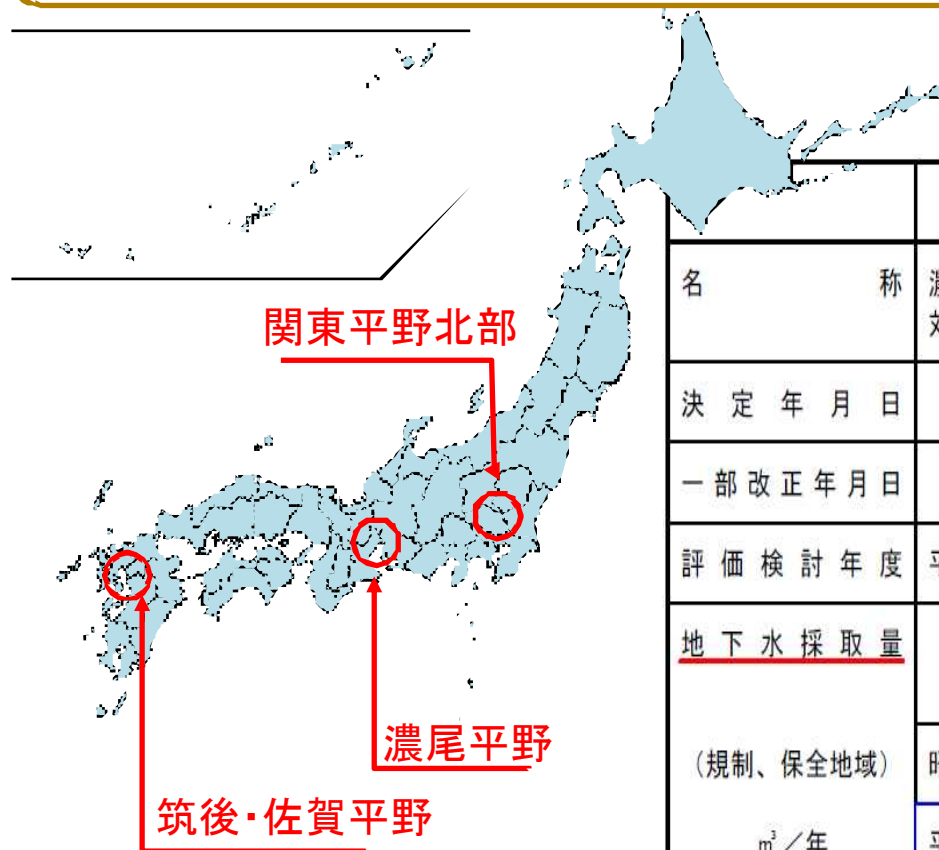 関東平野北部
濃尾平野
筑後・佐賀平野
名称
決定年月日
一部改正年月日
評価検討年度 平
地下水採取量
(規制、保全地域)
㎥/年